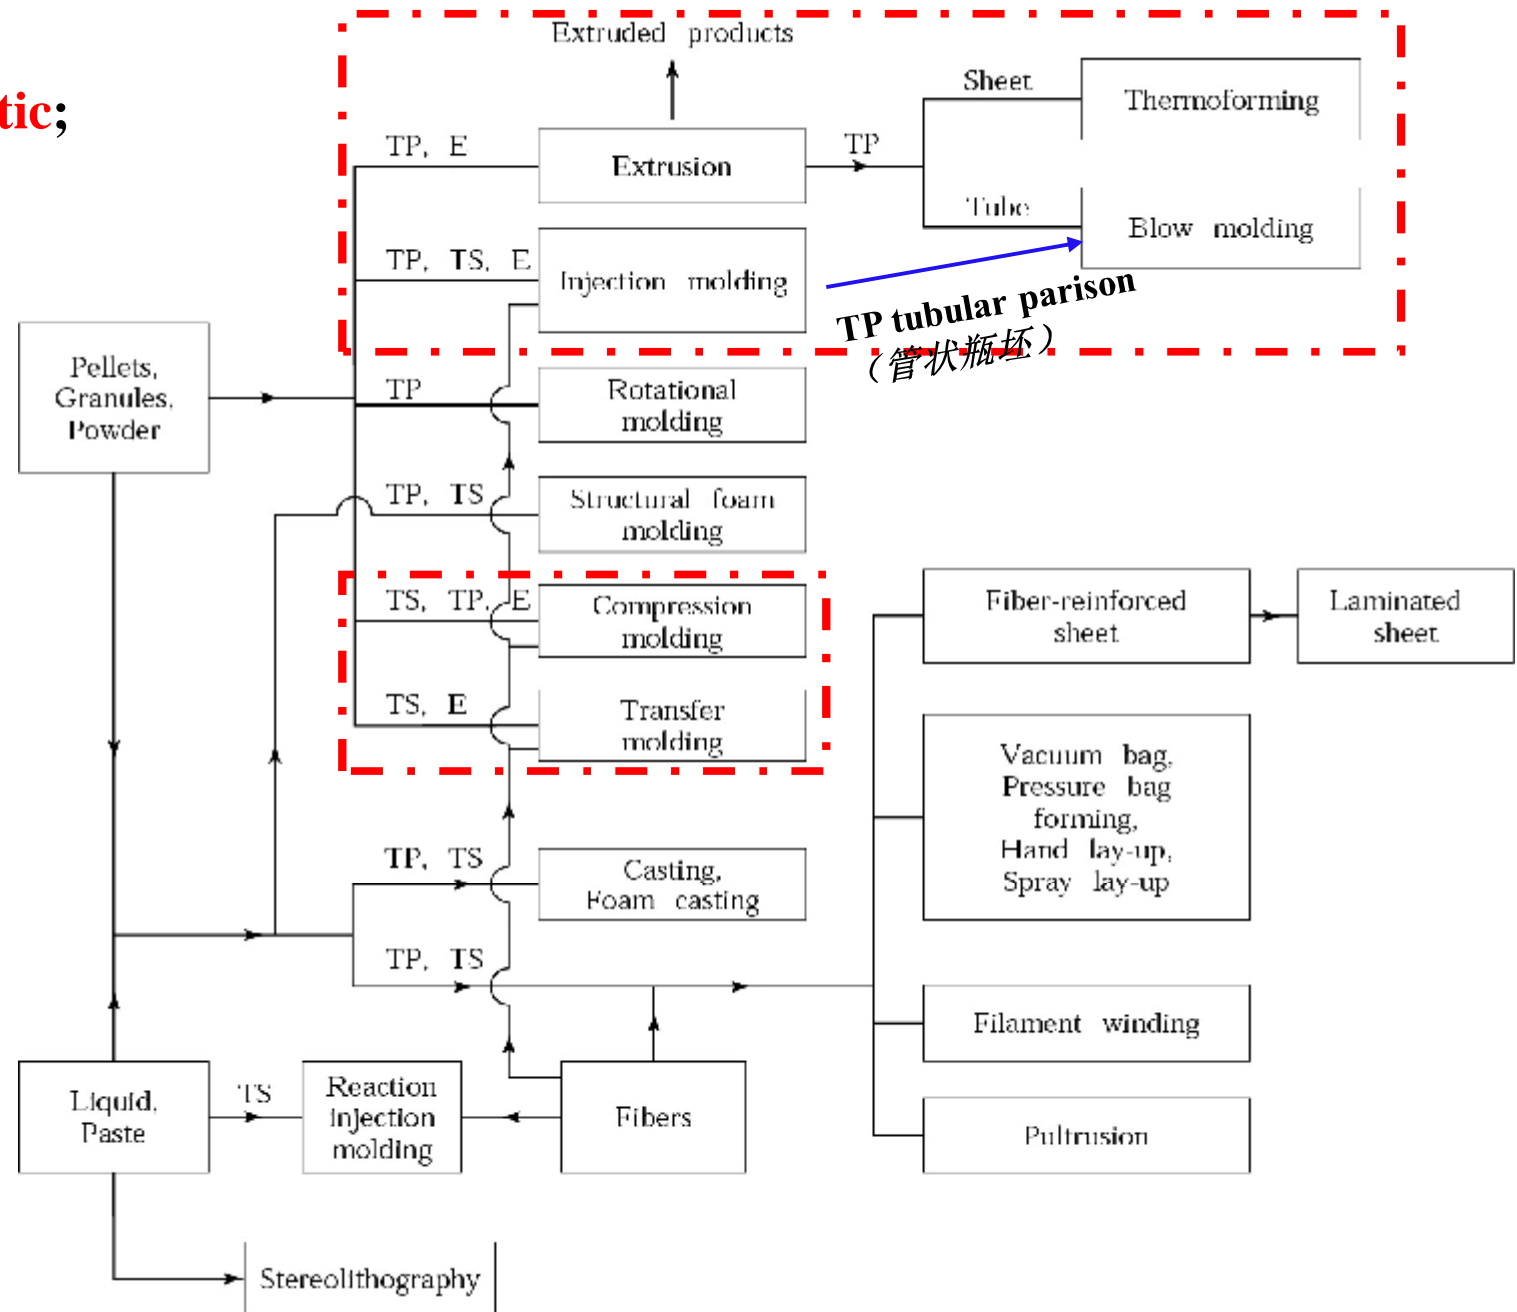 tic;
Extruded products
Sheet
Thermoforming
TP, E
Extrusion
TP
Tube
Blow molding
TP, TS, E
Injection molding
TP tubular parison
（管状瓶坯）
Pellets,
Granules,
Powder
TP
Rotational
molding
TP, TS
Structural foam
molding
TS, TP, E
Compression
molding
Fiber-reinforced
sheet
Laminated
sheet
TS, E
Transfer
molding
Vacuum bag,
Pressure bag
forming,
Hand lay-up,
Spray lay-up
TP, TS
Casting,
Foam casting
TP, TS
Filament winding
Liquid,
Paste
TS
Reaction
injection
molding
Fibers
Pultrusion
Stereolithography